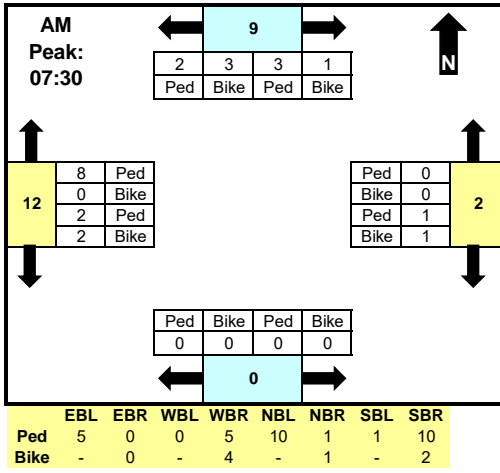 AM
Peak:
07:30
9
2 3 3 1
Ped Bike Ped Bike
N
12
8 Ped
0 Bike
2 Ped
2 Bike
Ped 0
Bike 0
Ped 1
Bike 1
2
Ped Bike Ped Bike
0 0 0 0
0
EBL EBR WBL WBR NBL NBR SBL SBR
Ped 5 0 0 5 10 1 1 10
Bike - 0 - 4 - 1 - 2